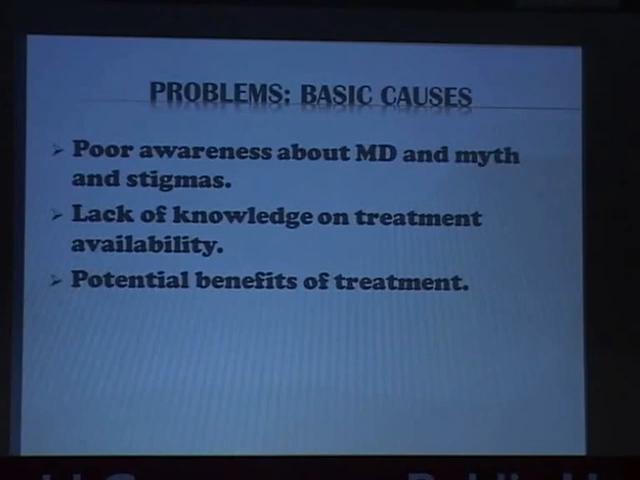 PROBLEMS: BASIC CAUSES
Poor awareness about MD and myth
and stigmas.
Lack of knowledge on treatment
availability.
Potential benefits of treatment.